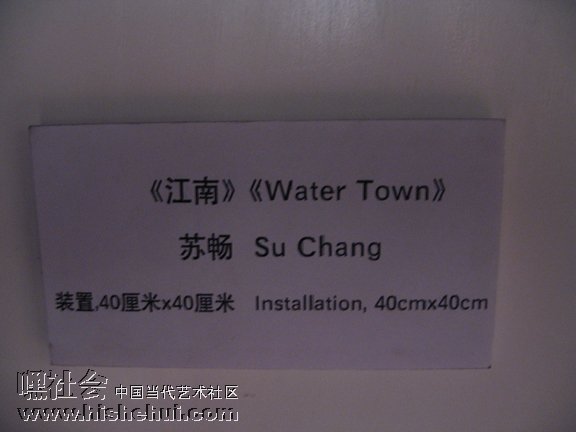 《江南》《Water Town》
苏畅 Su Chang
装置,40厘米x40厘米 Installation, 40cmx40cm
嘿社会 中国当代艺术社区
www.hishehui.com